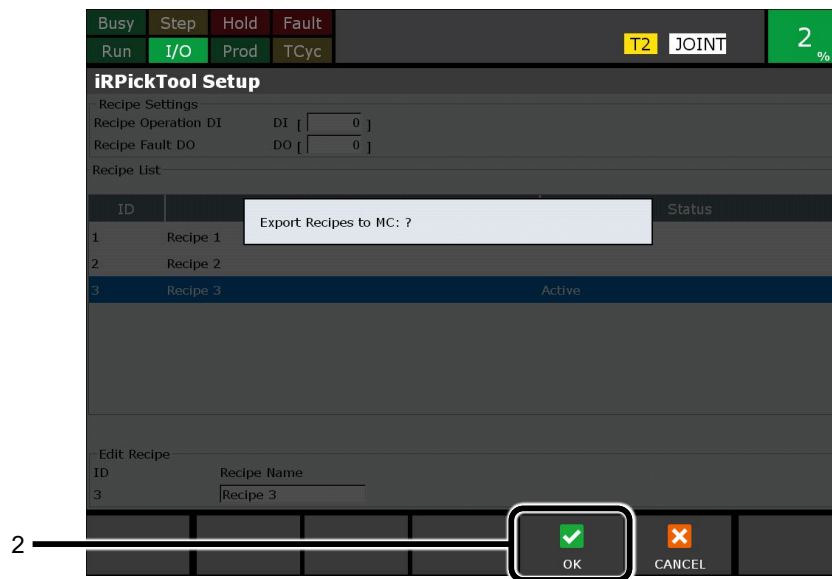 Busy Step Hold Fault
Run I/O Prod TCyc
T2 JOINT
2 %
iRPickTool Setup
Recipe Settings
Recipe Operation DI DI [ 0 ]
Recipe Fault DO DO [ 0 ]
Recipe List
ID Status
Export Recipes to MC: ?
1 Recipe 1
2 Recipe 2
3 Recipe 3 Active
Edit Recipe
ID Recipe Name
3 Recipe 3
2
OK CANCEL